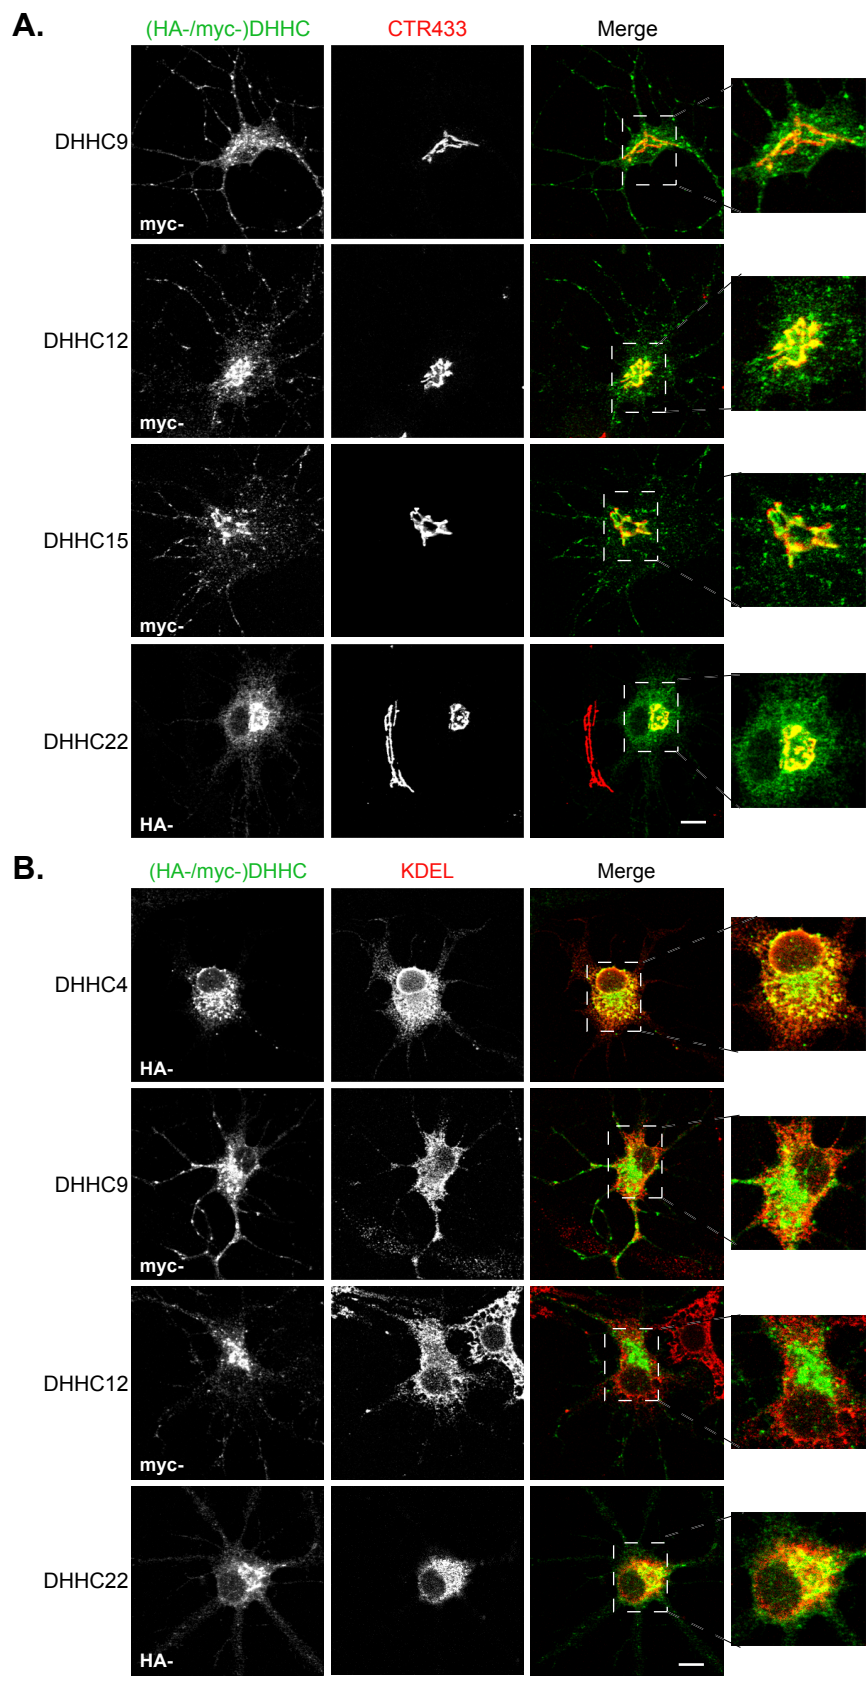 A.
(HA-/myc-)DHHC CTR433 Merge
DHHC9
myc-
DHHC12
myc-
DHHC15
myc-
DHHC22
HA-
B.
(HA-/myc-)DHHC KDEL Merge
DHHC4
HA-
DHHC9
myc-
DHHC12
myc-
DHHC22
HA-